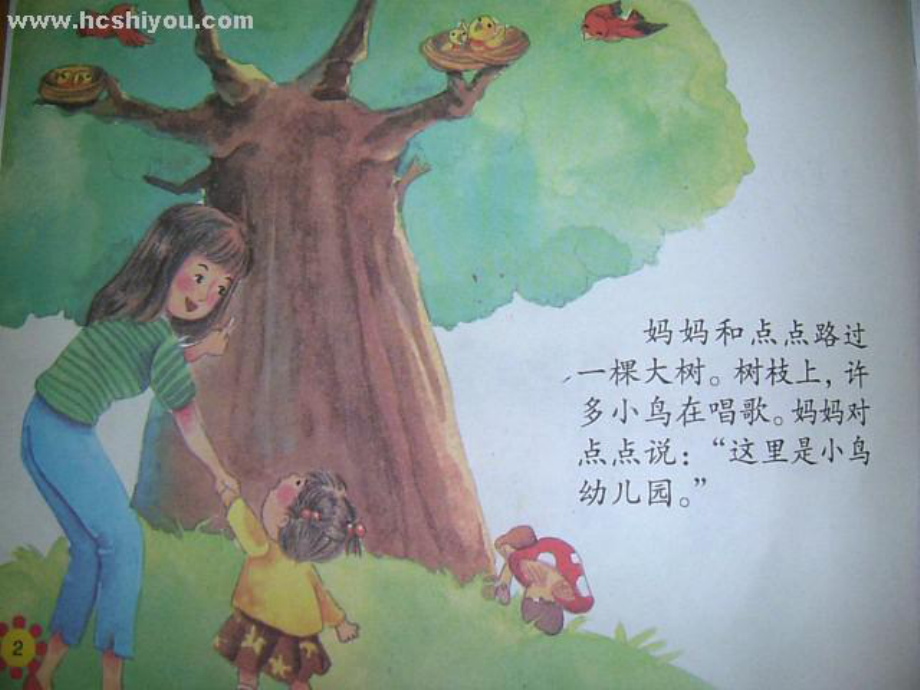 www.hcshiyou.com
妈妈和点点路过
一棵大树。树枝上，许
多小鸟在唱歌。妈妈对
点点说：“这里是小鸟
幼儿园。”
2